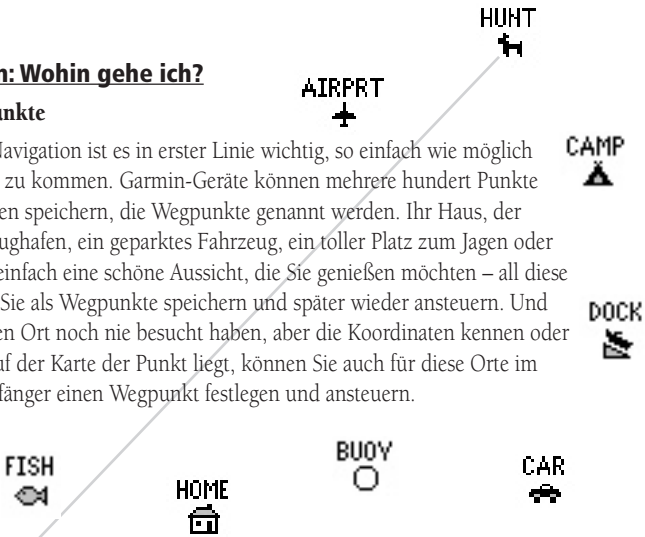 HUNT
n: Wohin gehe ich?
AIRPRT
unkte
Navigation ist es in erster Linie wichtig, so einfach wie möglich
CAMP
zu kommen. Garmin-Geräte können mehrere hundert Punkte
en speichern, die Wegpunkte genannt werden. Ihr Haus, der
ughafen, ein geparktes Fahrzeug, ein toller Platz zum Jagen oder
einfach eine schöne Aussicht, die Sie genießen möchten – all diese
Sie als Wegpunkte speichern und später wieder ansteuern. Und
DOCK
en Ort noch nie besucht haben, aber die Koordinaten kennen oder
uf der Karte der Punkt liegt, können Sie auch für diese Orte im
fänger einen Wegpunkt festlegen und ansteuern.
FISH
HOME
BUOY
CAR